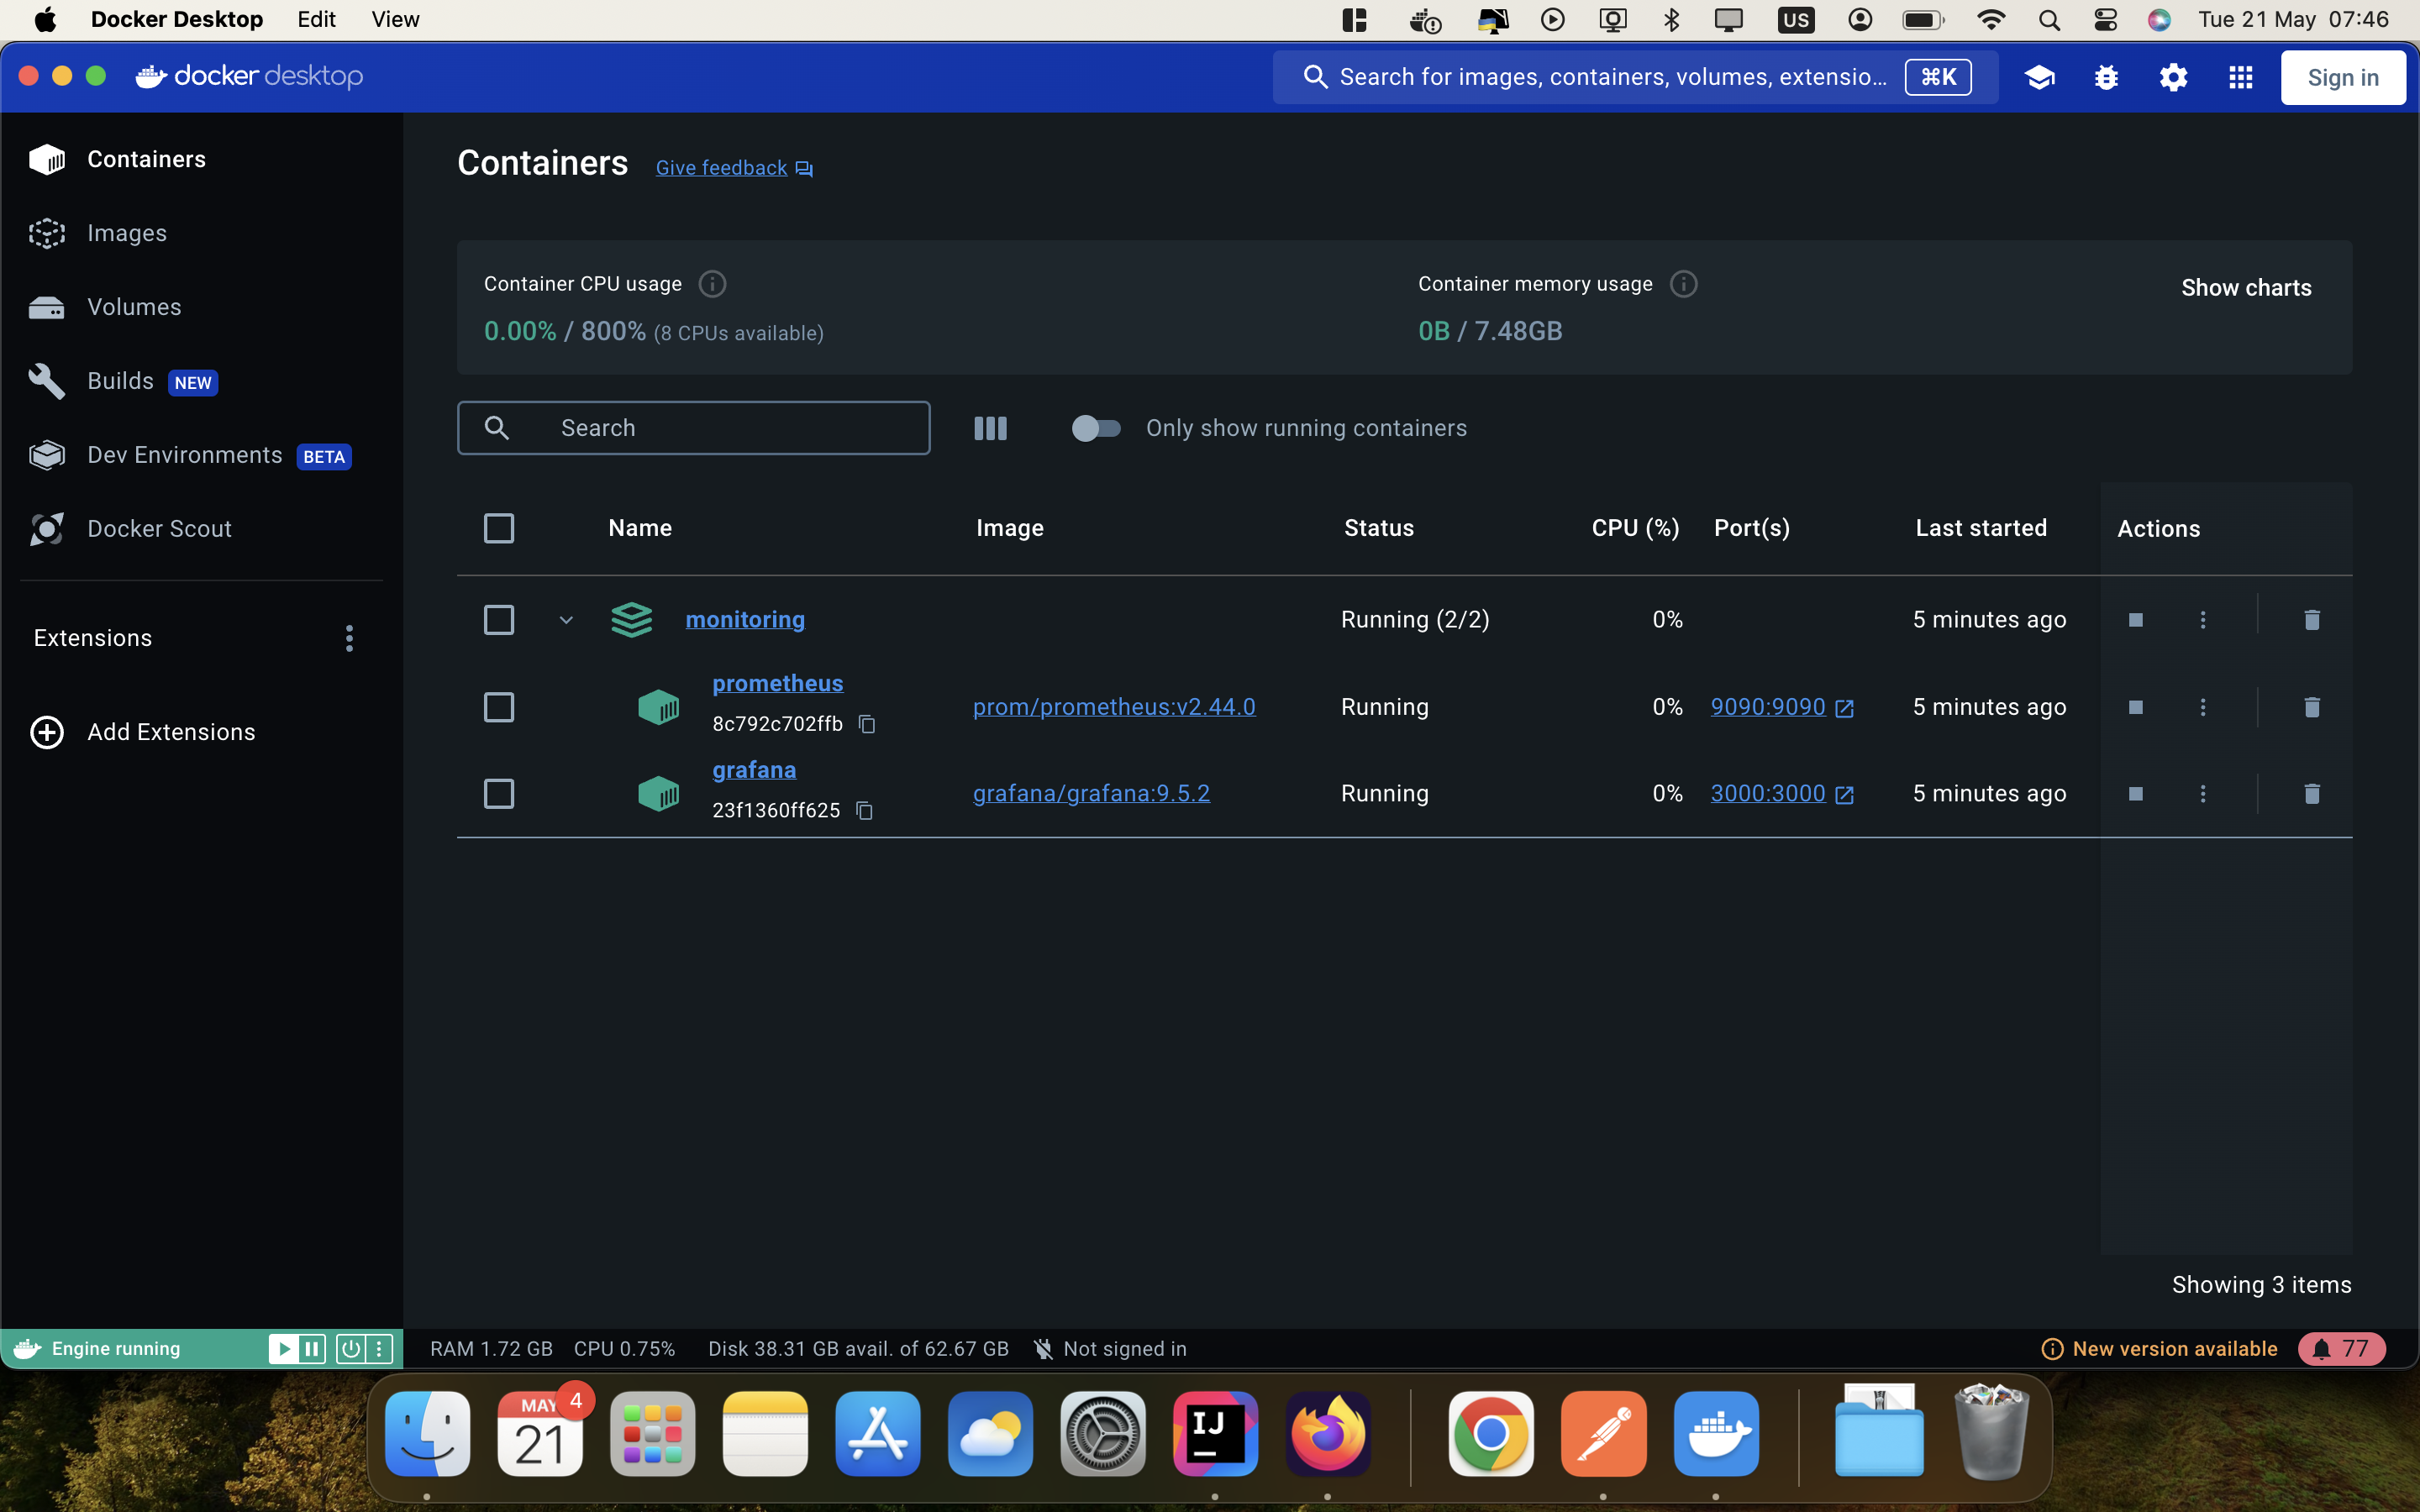 Docker Desktop Edit View US Tue 21 May 07:46
docker desktop Search for images, containers, volumes, extensio... ⌘K Sign in
Containers
Images
Volumes
Builds NEW
Dev Environments BETA
Docker Scout
Extensions
Add Extensions
Containers Give feedback
Container CPU usage
0.00% / 800% (8 CPUs available)
Container memory usage
0B / 7.48GB
Show charts
Search Only show running containers
Name Image Status CPU (%) Port(s) Last started Actions
monitoring Running (2/2) 0% 5 minutes ago
prometheus
8c792c702ffb
prom/prometheus:v2.44.0 Running 0% 9090:9090 5 minutes ago
grafana
23f1360ff625
grafana/grafana:9.5.2 Running 0% 3000:3000 5 minutes ago
Showing 3 items
Engine running RAM 1.72 GB CPU 0.75% Disk 38.31 GB avail. of 62.67 GB Not signed in New version available 77
MAY 4
21
IJ